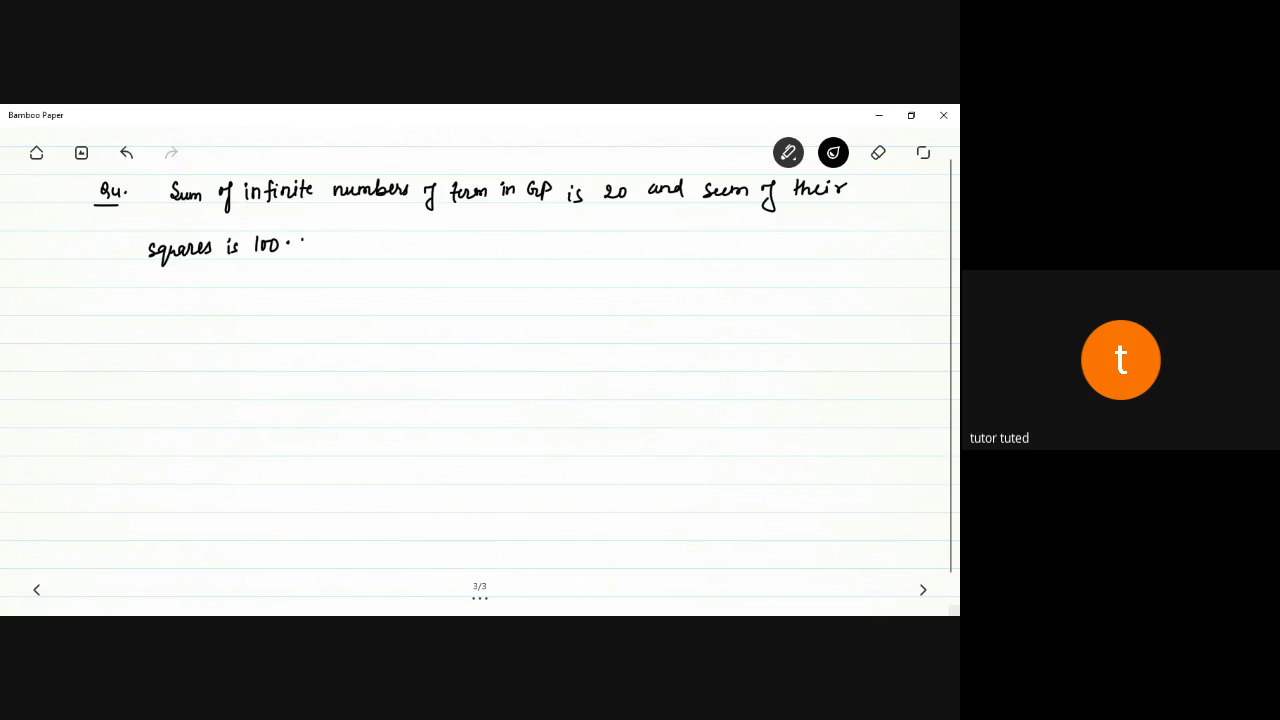 Bamboo Paper
Qu. Sum of infinite numbers of term in GP is 20 and sum of their
squares is 100.
3/3
t
tutor tuted